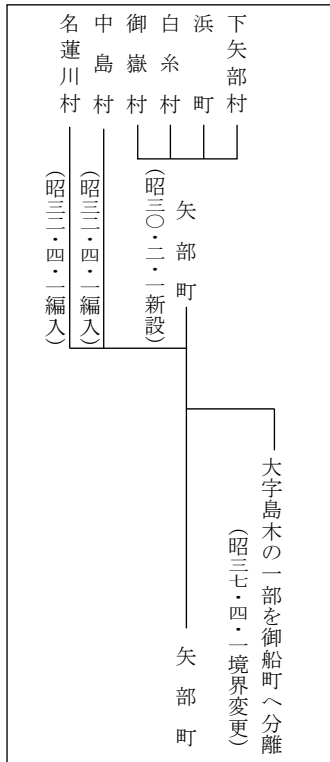 下矢部村
浜町
白糸村
御嶽村
中島村
名蓮川村
矢部町
(昭三〇・二・一新設)
(昭三二・四・一編入)
(昭三二・四・一編入)
大字島木の一部を御船町へ分離
(昭三七・四・一境界変更)
矢部町